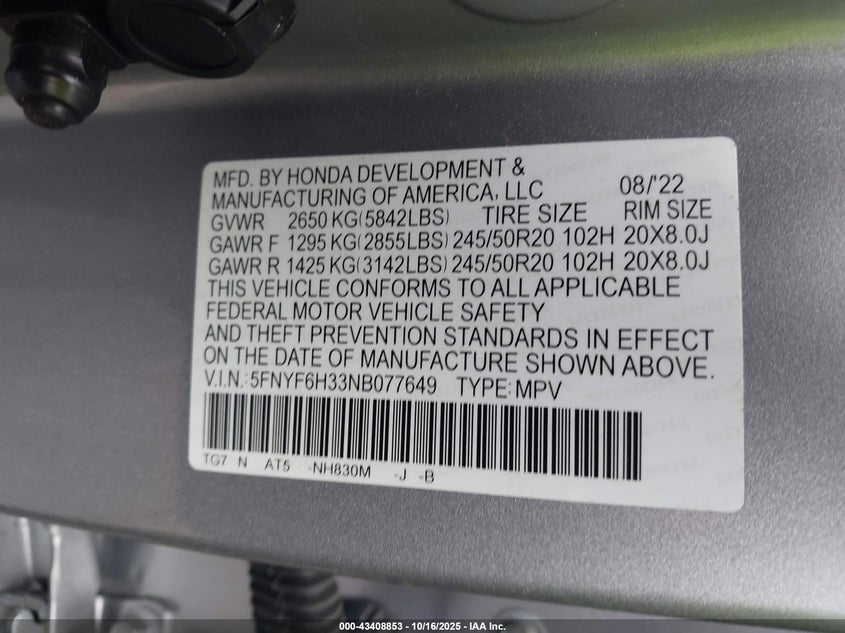 MFD. BY HONDA DEVELOPMENT &
MANUFACTURING OF AMERICA, LLC 08/'22
GVWR 2650 KG(5842LBS) TIRE SIZE RIM SIZE
GAWR F 1295 KG(2855LBS) 245/50R20 102H 20X8.0J
GAWR R 1425 KG(3142LBS) 245/50R20 102H 20X8.0J
THIS VEHICLE CONFORMS TO ALL APPLICABLE
FEDERAL MOTOR VEHICLE SAFETY
AND THEFT PREVENTION STANDARDS IN EFFECT
ON THE DATE OF MANUFACTURE SHOWN ABOVE.
V.I.N.:5FNYF6H33NB077649 TYPE:MPV
TG7 N AT5 -NH830M -J -B
000-43408853 - 10/16/2025 - IAA Inc.